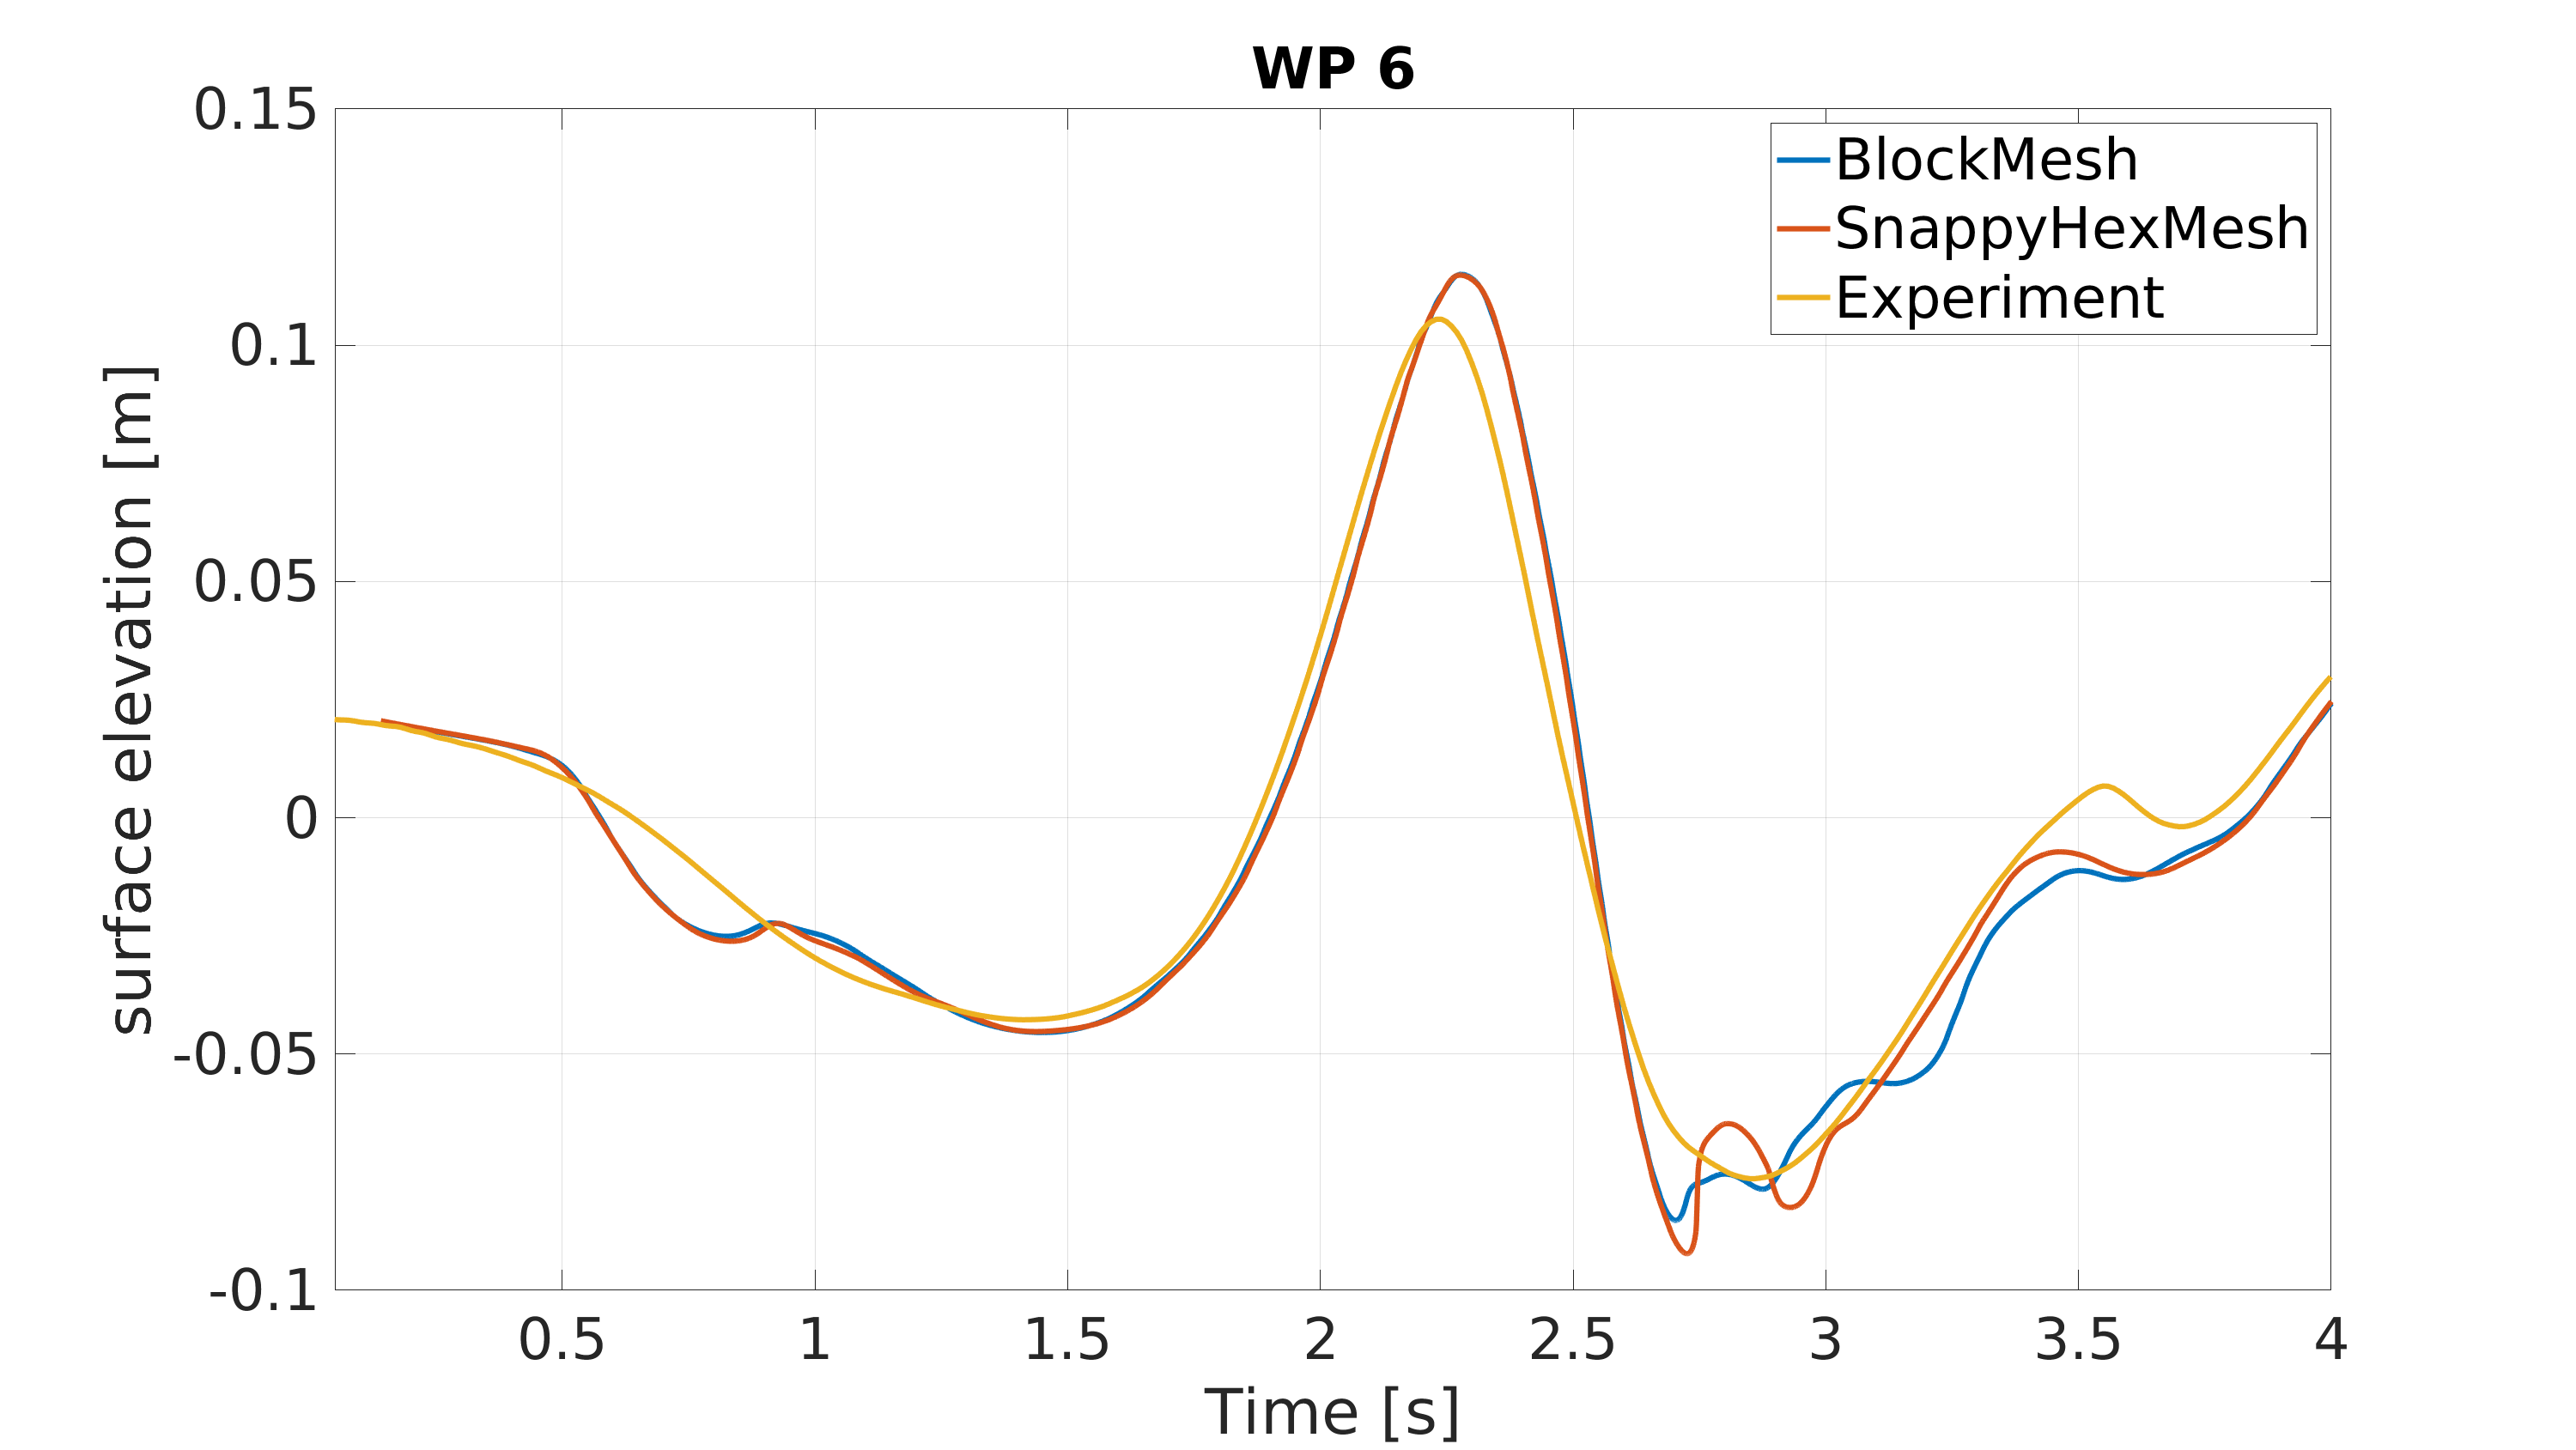 WP 6
0.15
0.1
0.05
0
-0.05
-0.1
surface elevation [m]
BlockMesh
SnappyHexMesh
Experiment
0.5 1 1.5 2 2.5 3 3.5 4
Time [s]